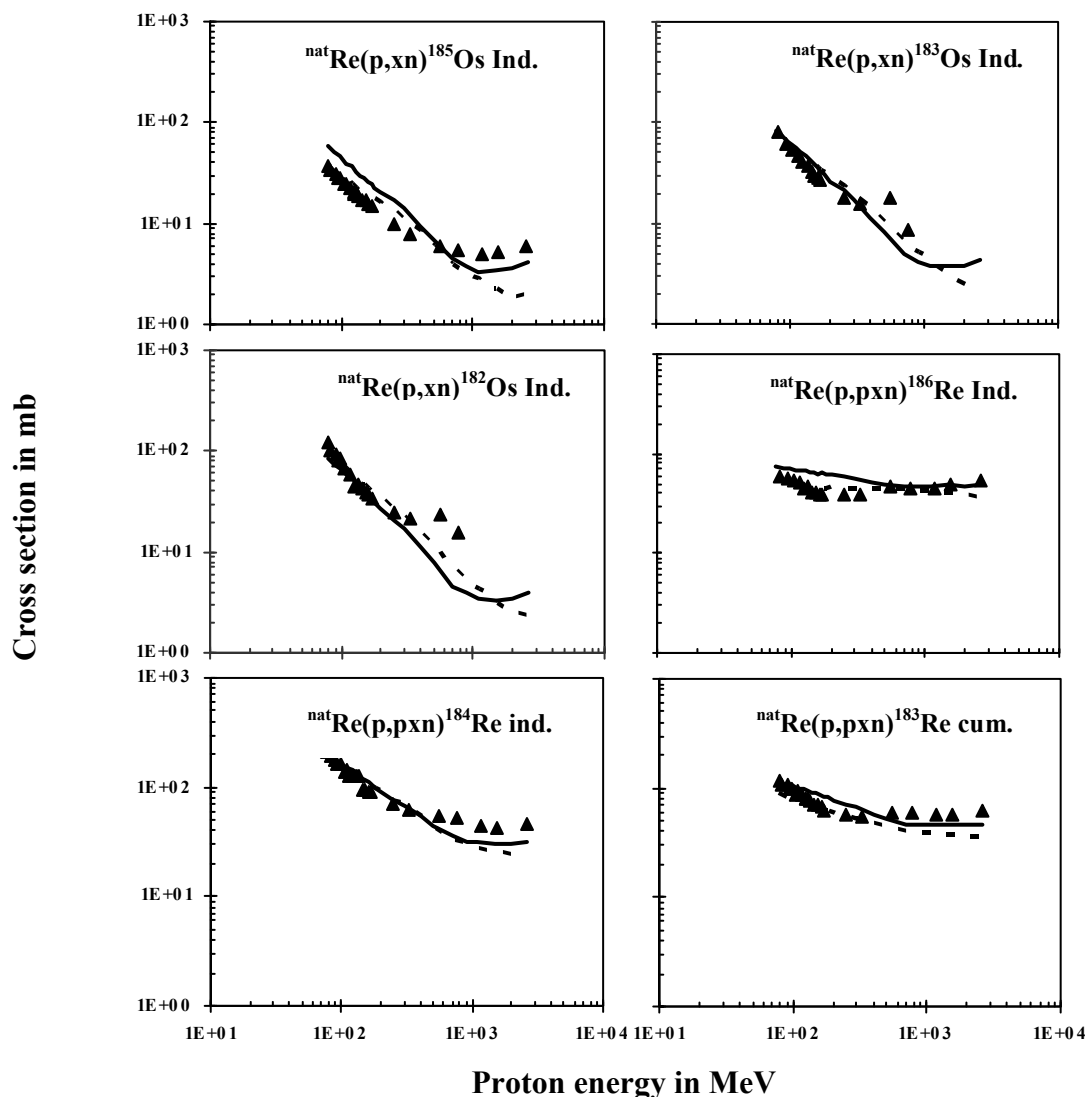 1E+03
1E+02
1E+01
1E+00
natRe(p,xn)185Os Ind.
natRe(p,xn)183Os Ind.
1E+03
1E+02
1E+01
1E+00
natRe(p,xn)182Os Ind.
natRe(p,pxn)186Re Ind.
Cross section in mb
1E+03
1E+02
1E+01
1E+00
natRe(p,pxn)184Re ind.
natRe(p,pxn)183Re cum.
1E+01 1E+02 1E+03 1E+04
1E+01 1E+02 1E+03 1E+04
Proton energy in MeV